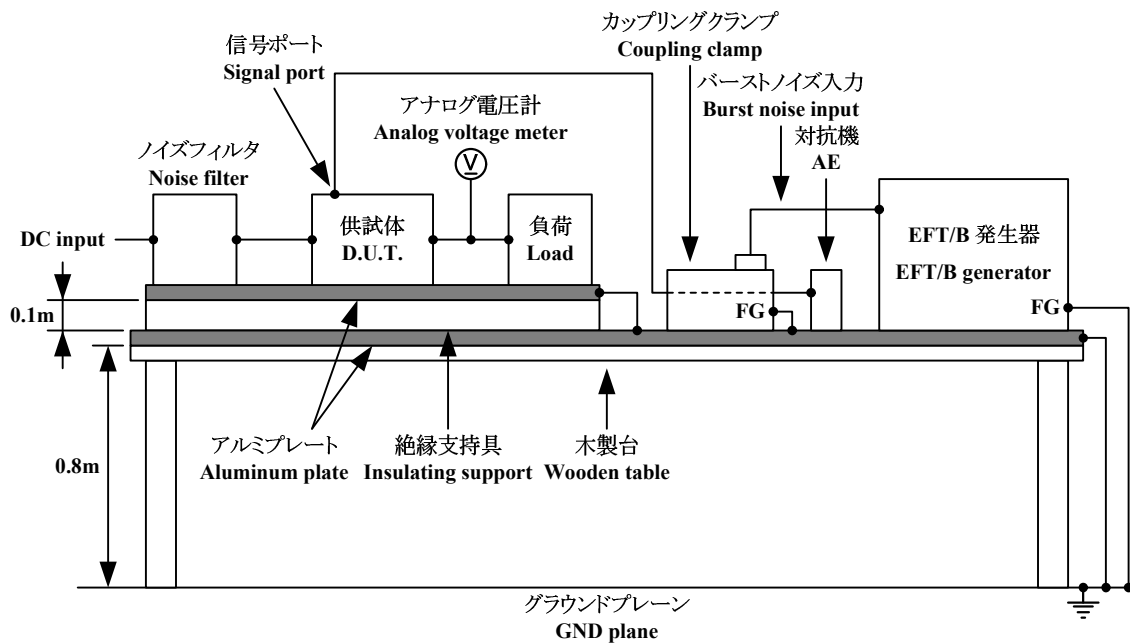 カップリングクランプ
Coupling clamp
信号ポート
Signal port
バーストノイズ入力
Burst noise input
アナログ電圧計
Analog voltage meter
対抗機
AE
ノイズフィルタ
Noise filter
V
供試体
D.U.T.
負荷
Load
EFT/B 発生器
EFT/B generator
DC input
FG
FG
0.1m
アルミプレート
Aluminum plate
絶縁支持具
Insulating support
木製台
Wooden table
0.8m
グラウンドプレーン
GND plane